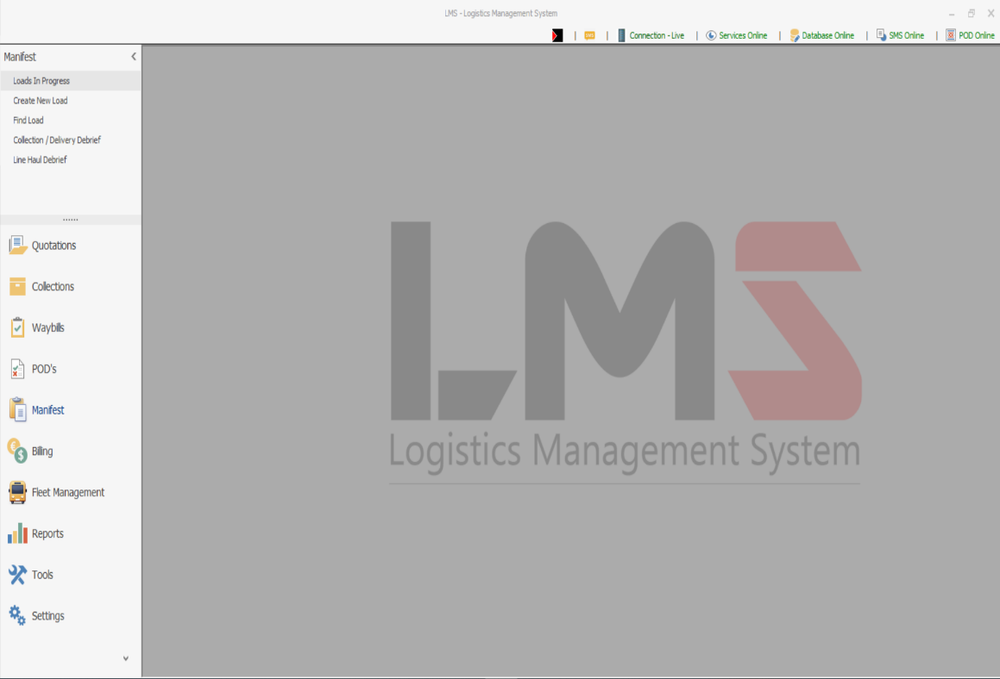 LMS - Logistics Management System
SMS | Connection - Live | Services Online | Database Online | SMS Online | POD Online
Manifest
Loads In Progress
Create New Load
Find Load
Collection / Delivery Debrief
Line Haul Debrief
Quotations
Collections
Waybills
POD's
Manifest
Billing
Fleet Management
Reports
Tools
Settings
LMS
Logistics Management System